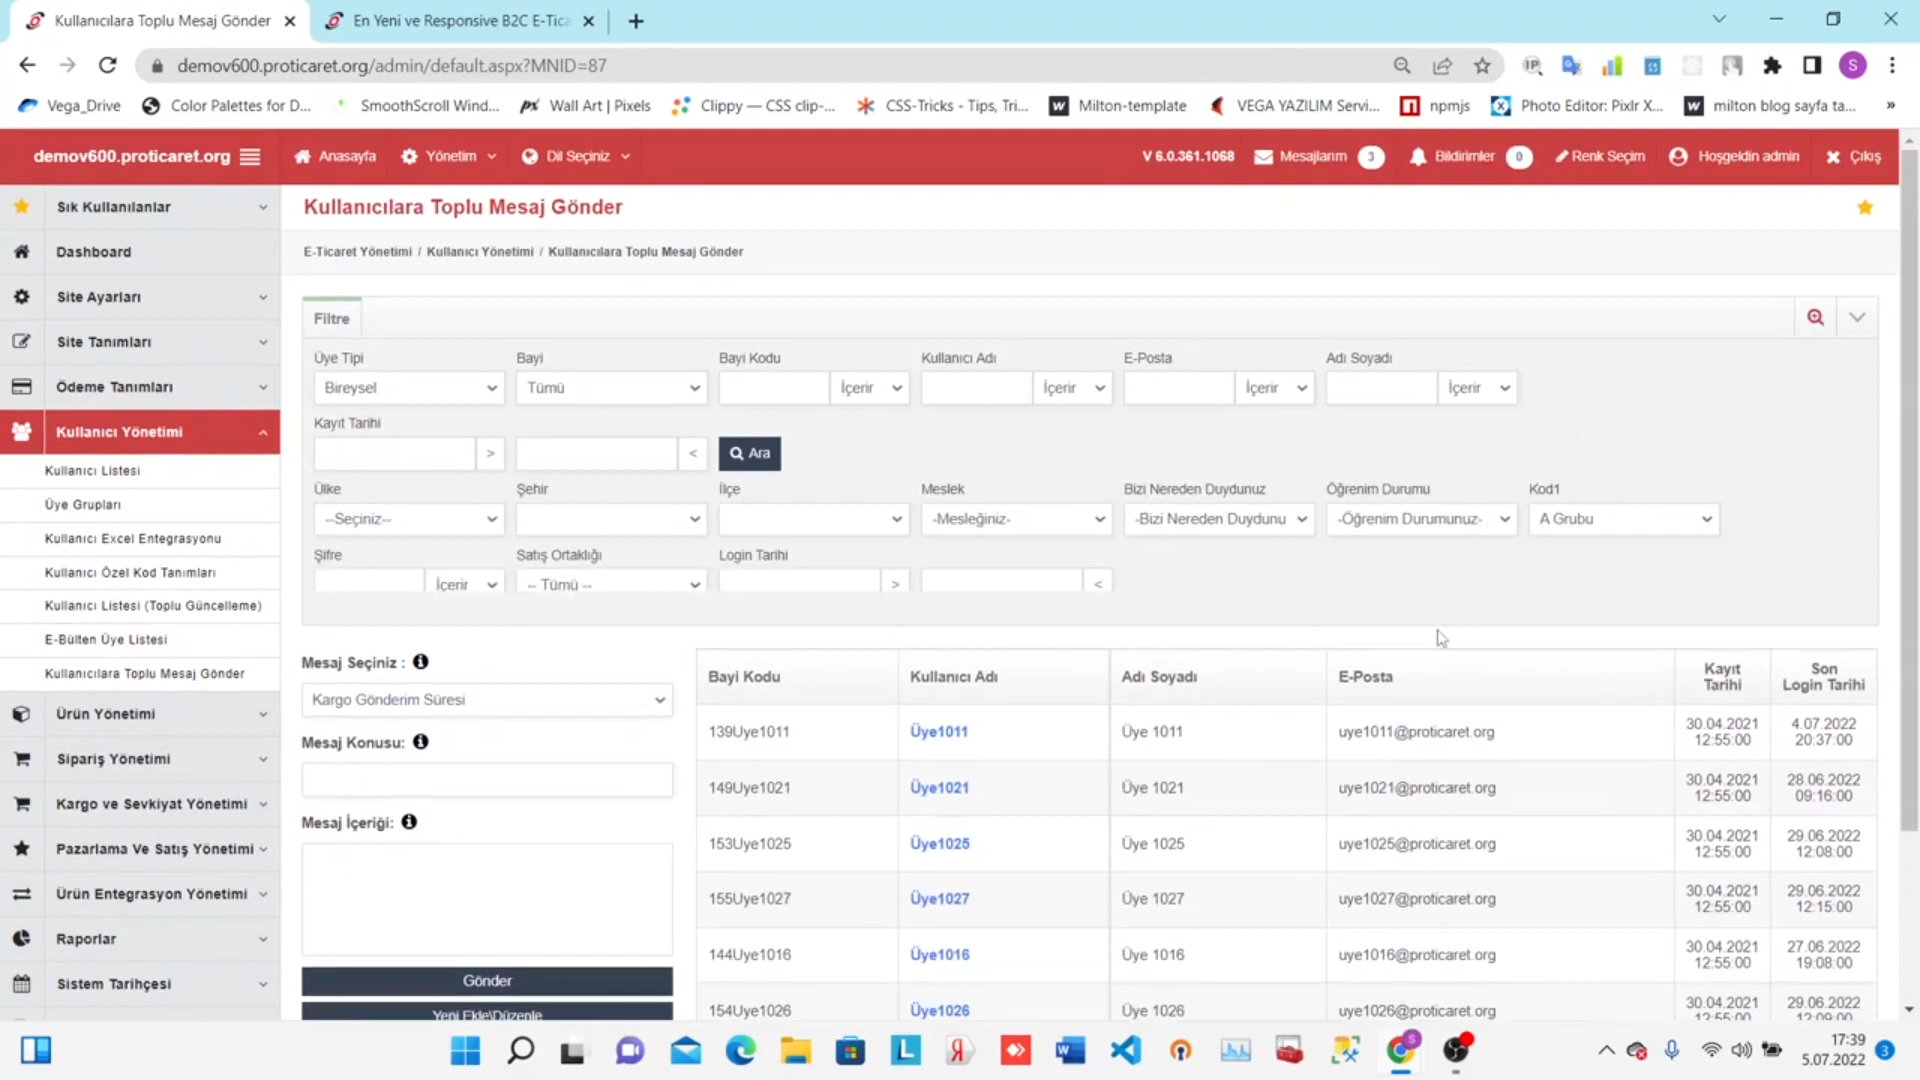 Kullanıcılara Toplu Mesaj Gönder
En Yeni ve Responsive B2C E-Tica
demov600.proticaret.org/admin/default.aspx?MNID=87
S
Vega_Drive
Color Palettes for D...
SmoothScroll Wind...
Wall Art | Pixels
Clippy — CSS clip-...
CSS-Tricks - Tips, Tri...
Milton-template
VEGA YAZILIM Servi...
npmjs
Photo Editor: Pixlr X...
milton blog sayfa ta...
»
demov600.proticaret.org
Anasayfa
Yönetim
Dil Seçiniz
V 6.0.361.1068
Mesajlarım 3
Bildirimler 0
Renk Seçim
Hoşgeldin admin
Çıkış
Sık Kullanılanlar
Dashboard
Site Ayarları
Site Tanımları
Ödeme Tanımları
Kullanıcı Yönetimi
Kullanıcı Listesi
Üye Grupları
Kullanıcı Excel Entegrasyonu
Kullanıcı Özel Kod Tanımları
Kullanıcı Listesi (Toplu Güncelleme)
E-Bülten Üye Listesi
Kullanıcılara Toplu Mesaj Gönder
Ürün Yönetimi
Sipariş Yönetimi
Kargo ve Sevkiyat Yönetimi
Pazarlama Ve Satış Yönetimi
Ürün Entegrasyon Yönetimi
Raporlar
Sistem Tarihçesi
Kullanıcılara Toplu Mesaj Gönder
E-Ticaret Yönetimi / Kullanıcı Yönetimi / Kullanıcılara Toplu Mesaj Gönder
Filtre
Üye Tipi Bayi Bayi Kodu Kullanıcı Adı E-Posta Adı Soyadı
Bireysel Tümü İçerir İçerir İçerir İçerir
Kayıt Tarihi
> < Ara
Ülke Şehir İlçe Meslek Bizi Nereden Duydunuz Öğrenim Durumu Kod1
--Seçiniz-- -Mesleğiniz- -Bizi Nereden Duydunu -Öğrenim Durumunuz- A Grubu
Şifre Satış Ortaklığı Login Tarihi
İçerir -- Tümü -- > <
Mesaj Seçiniz :
Kargo Gönderim Süresi
Mesaj Konusu:
Mesaj İçeriği:
Gönder
Yeni Ekle\Düzenle
Bayi Kodu Kullanıcı Adı Adı Soyadı E-Posta Kayıt Tarihi Son Login Tarihi
139Uye1011 Üye1011 Üye 1011 uye1011@proticaret.org 30.04.2021 12:55:00 4.07.2022 20:37:00
149Uye1021 Üye1021 Üye 1021 uye1021@proticaret.org 30.04.2021 12:55:00 28.06.2022 09:16:00
153Uye1025 Üye1025 Üye 1025 uye1025@proticaret.org 30.04.2021 12:55:00 29.06.2022 12:08:00
155Uye1027 Üye1027 Üye 1027 uye1027@proticaret.org 30.04.2021 12:55:00 29.06.2022 12:15:00
144Uye1016 Üye1016 Üye 1016 uye1016@proticaret.org 30.04.2021 12:55:00 27.06.2022 19:08:00
154Uye1026 Üye1026 Üye 1026 uye1026@proticaret.org 30.04.2021 12:55:00 29.06.2022 12:09:00
17:39
5.07.2022
3